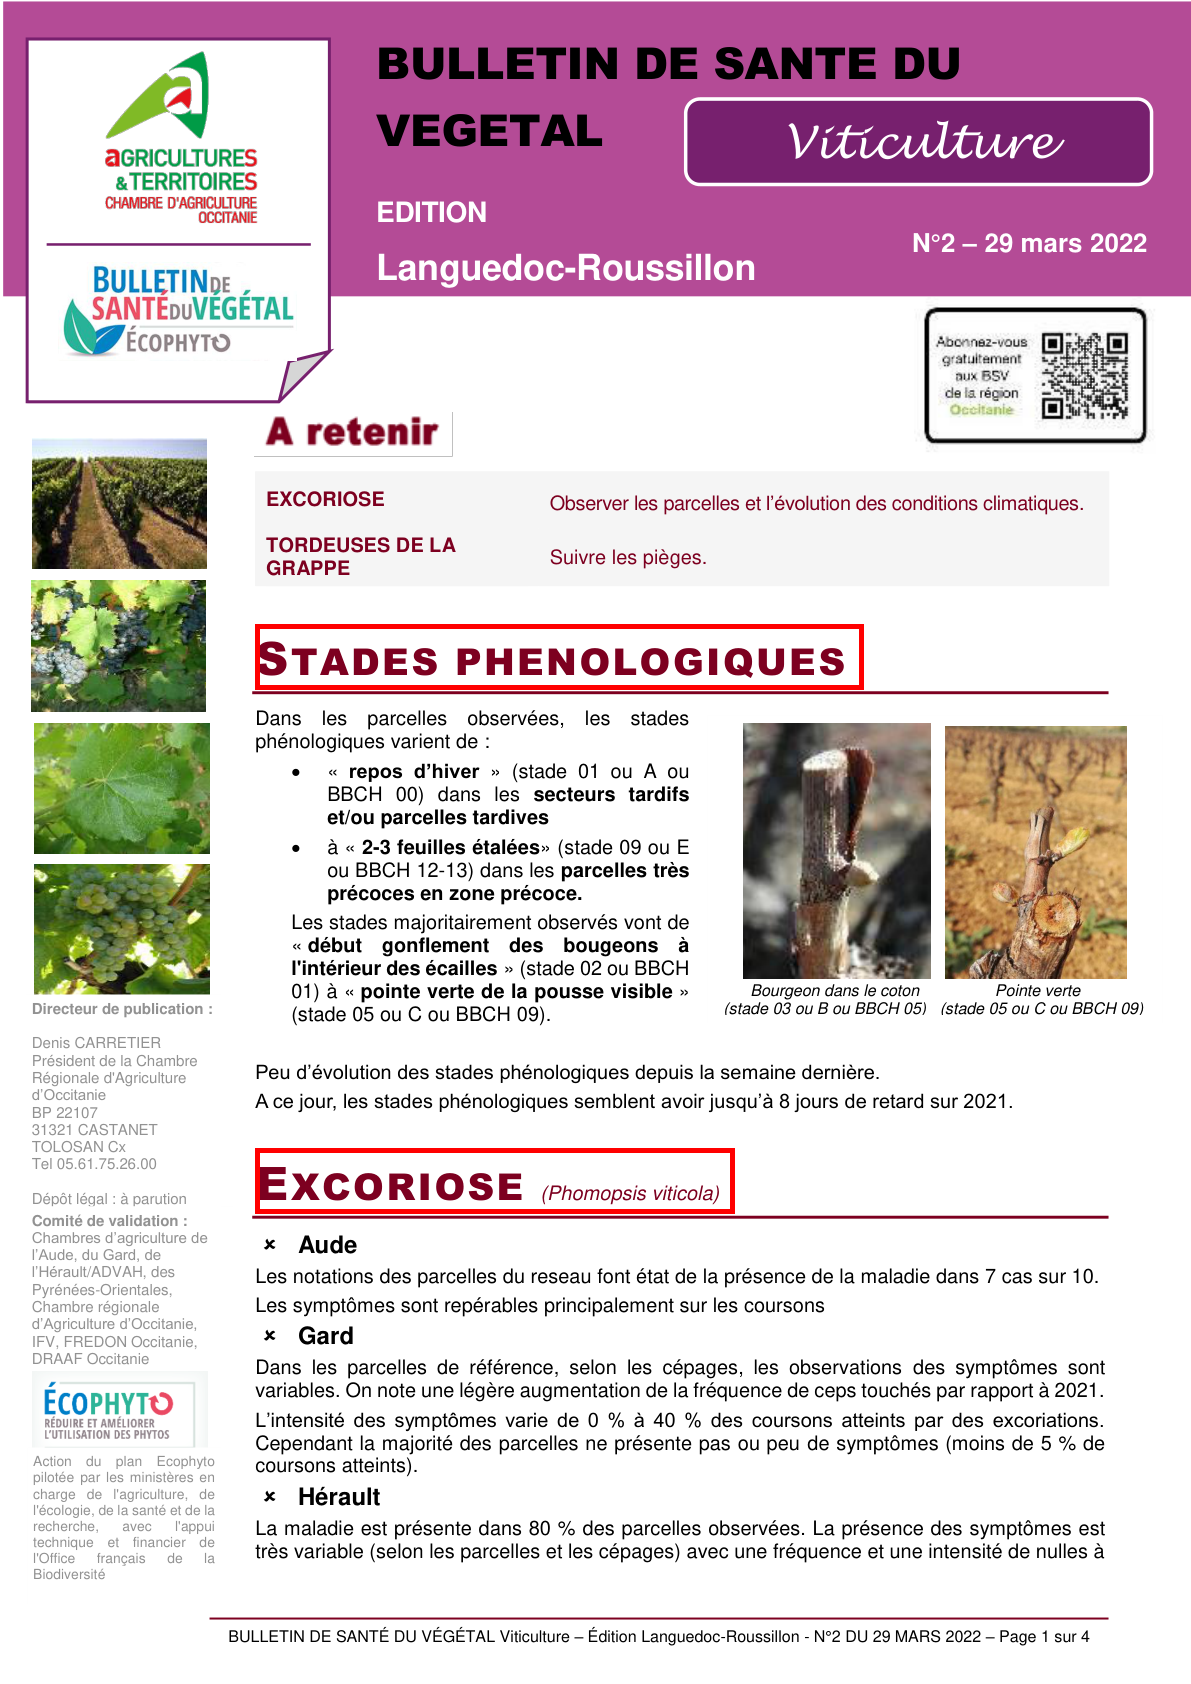 BULLETIN DE SANTE DU
VEGETAL
Viticulture
EDITION
Languedoc-Roussillon
N°2 – 29 mars 2022
aGRICULTURES
&TERRITOIRES
CHAMBRE D'AGRICULTURE
OCCITANIE
BULLETIN DE
SANTÉ DU VÉGÉTAL
ÉCOPHYTO
Abonnez-vous
gratuitement
aux BSV
de la région
Occitanie
A retenir
EXCORIOSE
Observer les parcelles et l’évolution des conditions climatiques.
TORDEUSES DE LA
GRAPPE
Suivre les pièges.
STADES PHENOLOGIQUES
Dans les parcelles observées, les stades
phénologiques varient de :
• « repos d’hiver » (stade 01 ou A ou
BBCH 00) dans les secteurs tardifs
et/ou parcelles tardives
• à « 2-3 feuilles étalées» (stade 09 ou E
ou BBCH 12-13) dans les parcelles très
précoces en zone précoce.
Les stades majoritairement observés vont de
« début gonflement des bougeons à
l'intérieur des écailles » (stade 02 ou BBCH
01) à « pointe verte de la pousse visible »
(stade 05 ou C ou BBCH 09).
Bourgeon dans le coton
(stade 03 ou B ou BBCH 05)
Pointe verte
(stade 05 ou C ou BBCH 09)
Peu d’évolution des stades phénologiques depuis la semaine dernière.
A ce jour, les stades phénologiques semblent avoir jusqu’à 8 jours de retard sur 2021.
EXCORIOSE (Phomopsis viticola)
× Aude
Les notations des parcelles du reseau font état de la présence de la maladie dans 7 cas sur 10.
Les symptômes sont repérables principalement sur les coursons
× Gard
Dans les parcelles de référence, selon les cépages, les observations des symptômes sont
variables. On note une légère augmentation de la fréquence de ceps touchés par rapport à 2021.
L’intensité des symptômes varie de 0 % à 40 % des coursons atteints par des excoriations.
Cependant la majorité des parcelles ne présente pas ou peu de symptômes (moins de 5 % de
coursons atteints).
× Hérault
La maladie est présente dans 80 % des parcelles observées. La présence des symptômes est
très variable (selon les parcelles et les cépages) avec une fréquence et une intensité de nulles à
Directeur de publication :
Denis CARRETIER
Président de la Chambre
Régionale d'Agriculture
d’Occitanie
BP 22107
31321 CASTANET
TOLOSAN Cx
Tel 05.61.75.26.00
Dépôt légal : à parution
Comité de validation :
Chambres d’agriculture de
l’Aude, du Gard, de
l’Hérault/ADVAH, des
Pyrénées-Orientales,
Chambre régionale
d’Agriculture d’Occitanie,
IFV, FREDON Occitanie,
DRAAF Occitanie
ÉCOPHYTO
RÉDUIRE ET AMÉLIORER
L'UTILISATION DES PHYTOS
Action du plan Ecophyto
pilotée par les ministères en
charge de l'agriculture, de
l'écologie, de la santé et de la
recherche, avec l'appui
technique et financier de
l'Office français de la
Biodiversité
BULLETIN DE SANTÉ DU VÉGÉTAL Viticulture – Édition Languedoc-Roussillon - N°2 DU 29 MARS 2022 – Page 1 sur 4